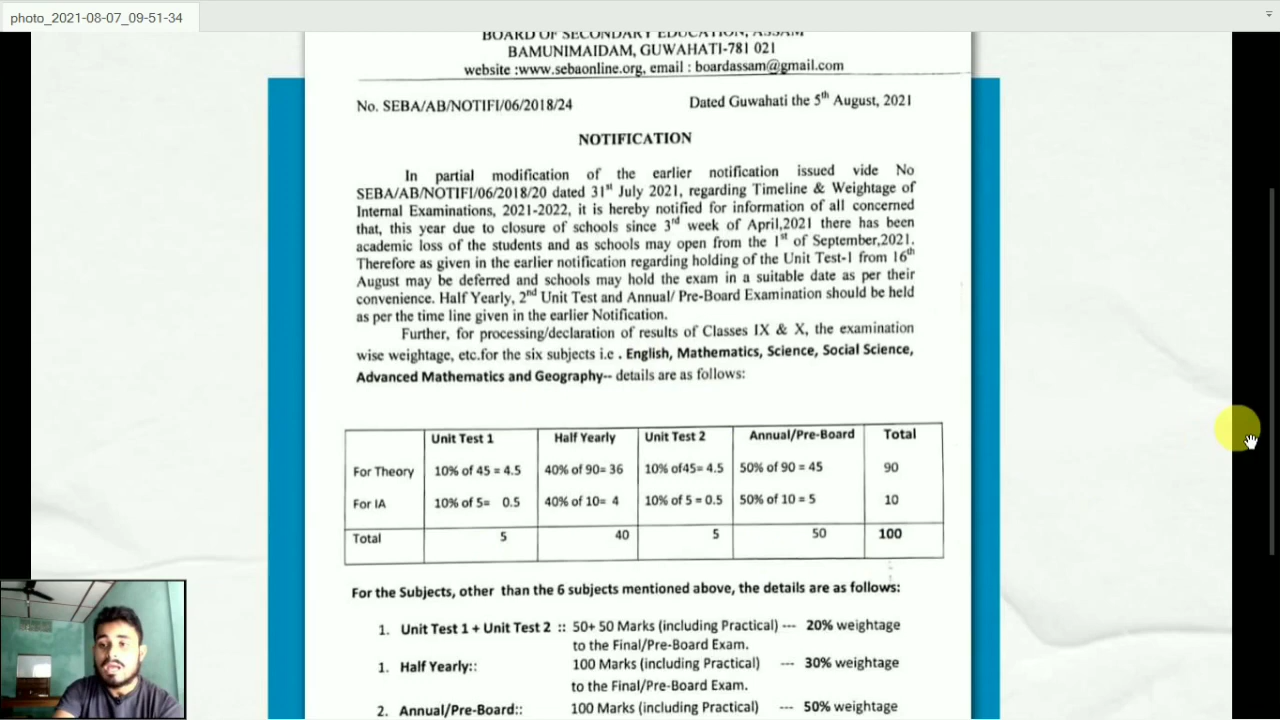 photo_2021-08-07_09-51-34
BOARD OF SECONDARY EDUCATION, ASSAM
BAMUNIMAIDAM, GUWAHATI-781 021
website :www.sebaonline.org, email : boardassam@gmail.com
No. SEBA/AB/NOTIFI/06/2018/24 Dated Guwahati the 5th August, 2021
NOTIFICATION
In partial modification of the earlier notification issued vide No
SEBA/AB/NOTIFI/06/2018/20 dated 31st July 2021, regarding Timeline & Weightage of
Internal Examinations, 2021-2022, it is hereby notified for information of all concerned
that, this year due to closure of schools since 3rd week of April,2021 there has been
academic loss of the students and as schools may open from the 1st of September,2021.
Therefore as given in the earlier notification regarding holding of the Unit Test-1 from 16th
August may be deferred and schools may hold the exam in a suitable date as per their
convenience. Half Yearly, 2nd Unit Test and Annual/ Pre-Board Examination should be held
as per the time line given in the earlier Notification.
Further, for processing/declaration of results of Classes IX & X, the examination
wise weightage, etc.for the six subjects i.e . English, Mathematics, Science, Social Science,
Advanced Mathematics and Geography-- details are as follows:
Unit Test 1 Half Yearly Unit Test 2 Annual/Pre-Board Total
For Theory 10% of 45 = 4.5 40% of 90= 36 10% of45= 4.5 50% of 90 = 45 90
For IA 10% of 5= 0.5 40% of 10= 4 10% of 5 = 0.5 50% of 10 = 5 10
Total 5 40 5 50 100
For the Subjects, other than the 6 subjects mentioned above, the details are as follows:
1. Unit Test 1 + Unit Test 2 :: 50+ 50 Marks (including Practical) --- 20% weightage
to the Final/Pre-Board Exam.
1. Half Yearly:: 100 Marks (including Practical) --- 30% weightage
to the Final/Pre-Board Exam.
2. Annual/Pre-Board:: 100 Marks (including Practical) --- 50% weightage